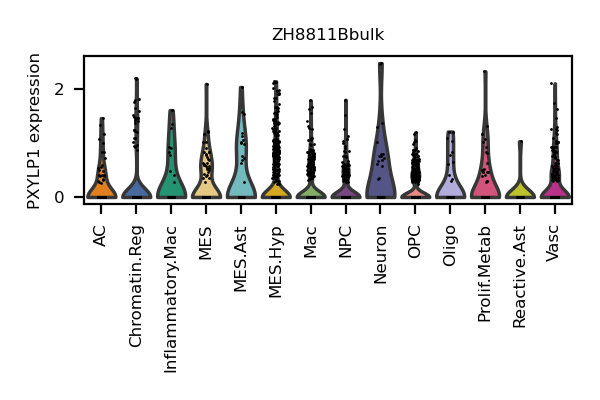 ZH8811Bbulk
PXYLP1 expression
2
0
AC
Chromatin.Reg
Inflammatory.Mac
MES
MES.Ast
MES.Hyp
Mac
NPC
Neuron
OPC
Oligo
Prolif.Metab
Reactive.Ast
Vasc